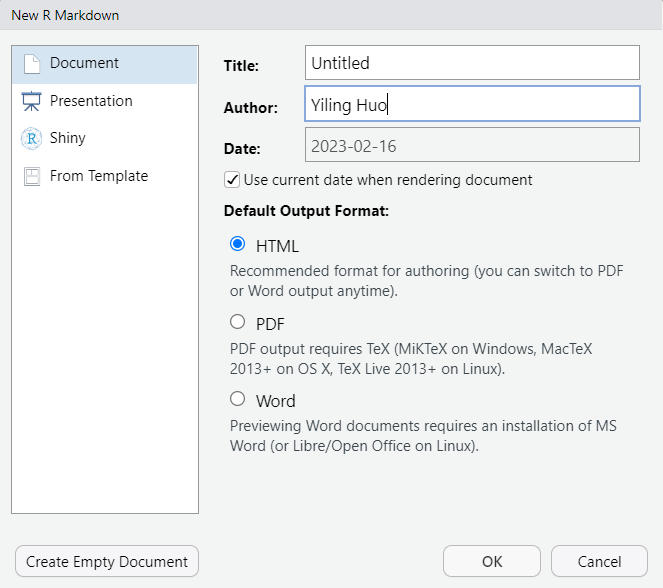 New R Markdown
Document
Presentation
R Shiny
From Template
Title: Untitled
Author: Yiling Huo
Date: 2023-02-16
Use current date when rendering document
Default Output Format:
HTML
Recommended format for authoring (you can switch to PDF
or Word output anytime).
PDF
PDF output requires TeX (MiKTeX on Windows, MacTeX
2013+ on OS X, TeX Live 2013+ on Linux).
Word
Previewing Word documents requires an installation of MS
Word (or Libre/Open Office on Linux).
Create Empty Document
OK
Cancel